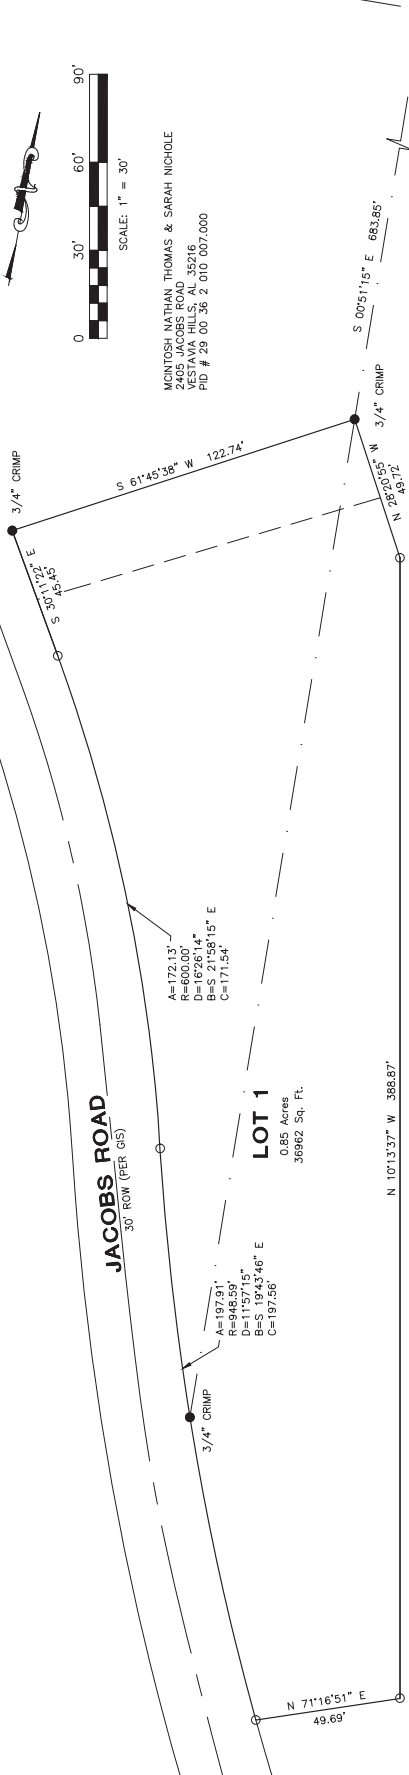 0 30' 60' 90'
SCALE: 1" = 30'
MCINTOSH NATHAN THOMAS & SARAH NICHOLE
2405 JACOBS ROAD
VESTAVIA HILLS, AL 35216
PID # 29 00 36 2 010 007.000
S 00°51'15" E 683.85'
3/4" CRIMP
3/4" CRIMP
S 61°45'38" W 122.74'
S 30°11'22" E
45.45'
N 28°20'55" W
49.72'
A=172.13'
R=600.00'
D=16°26'14"
B=S 21°58'15" E
C=171.54'
JACOBS ROAD
30' ROW (PER GIS)
LOT 1
0.85 Acres
36962 Sq. Ft.
N 10°13'37" W 388.87'
A=197.91'
R=948.59'
D=11°57'15"
B=S 19°43'46" E
C=197.56'
3/4" CRIMP
N 71°16'51" E
49.69'